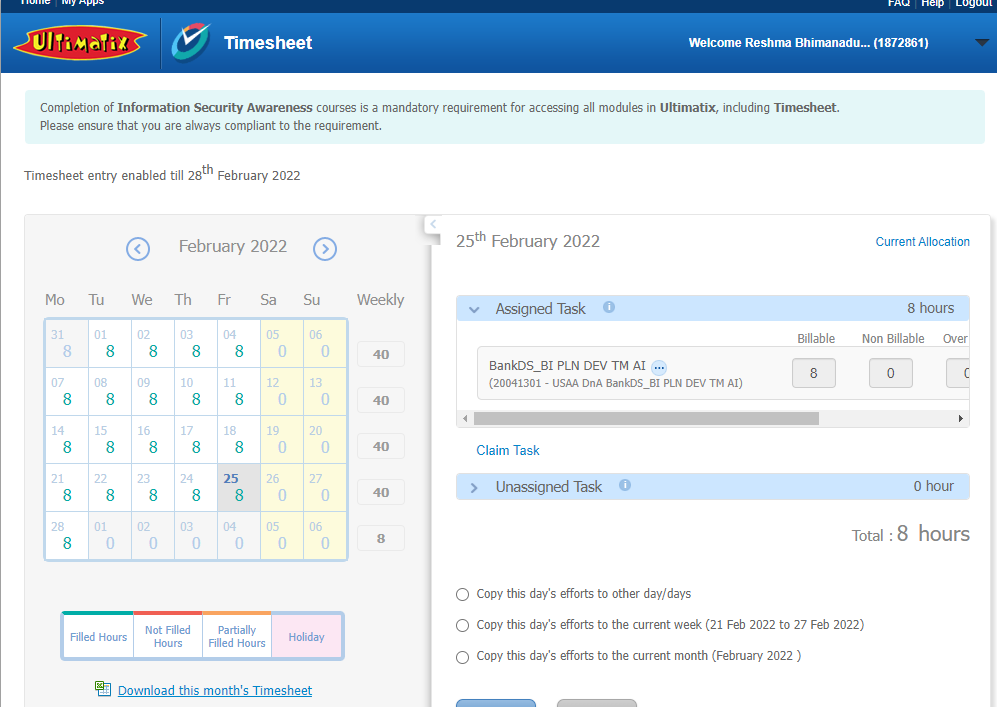 Home | My Apps
FAQ | Help | Logout
Ultimatix
Timesheet
Welcome Reshma Bhimanadu... (1872861)
Completion of Information Security Awareness courses is a mandatory requirement for accessing all modules in Ultimatix, including Timesheet.
Please ensure that you are always compliant to the requirement.
Timesheet entry enabled till 28th February 2022
February 2022
Mo Tu We Th Fr Sa Su Weekly
31 01 02 03 04 05 06
8 8 8 8 8 0 0 40
07 08 09 10 11 12 13
8 8 8 8 8 0 0 40
14 15 16 17 18 19 20
8 8 8 8 8 0 0 40
21 22 23 24 25 26 27
8 8 8 8 8 0 0 40
28 01 02 03 04 05 06
8 0 0 0 0 0 0 8
Filled Hours
Not Filled
Hours
Partially
Filled Hours
Holiday
Download this month's Timesheet
25th February 2022
Current Allocation
Assigned Task
8 hours
Billable Non Billable Over
BankDS_BI PLN DEV TM AI
(20041301 - USAA DnA BankDS_BI PLN DEV TM AI)
8 0 0
Claim Task
Unassigned Task
0 hour
Total : 8 hours
Copy this day's efforts to other day/days
Copy this day's efforts to the current week (21 Feb 2022 to 27 Feb 2022)
Copy this day's efforts to the current month (February 2022 )